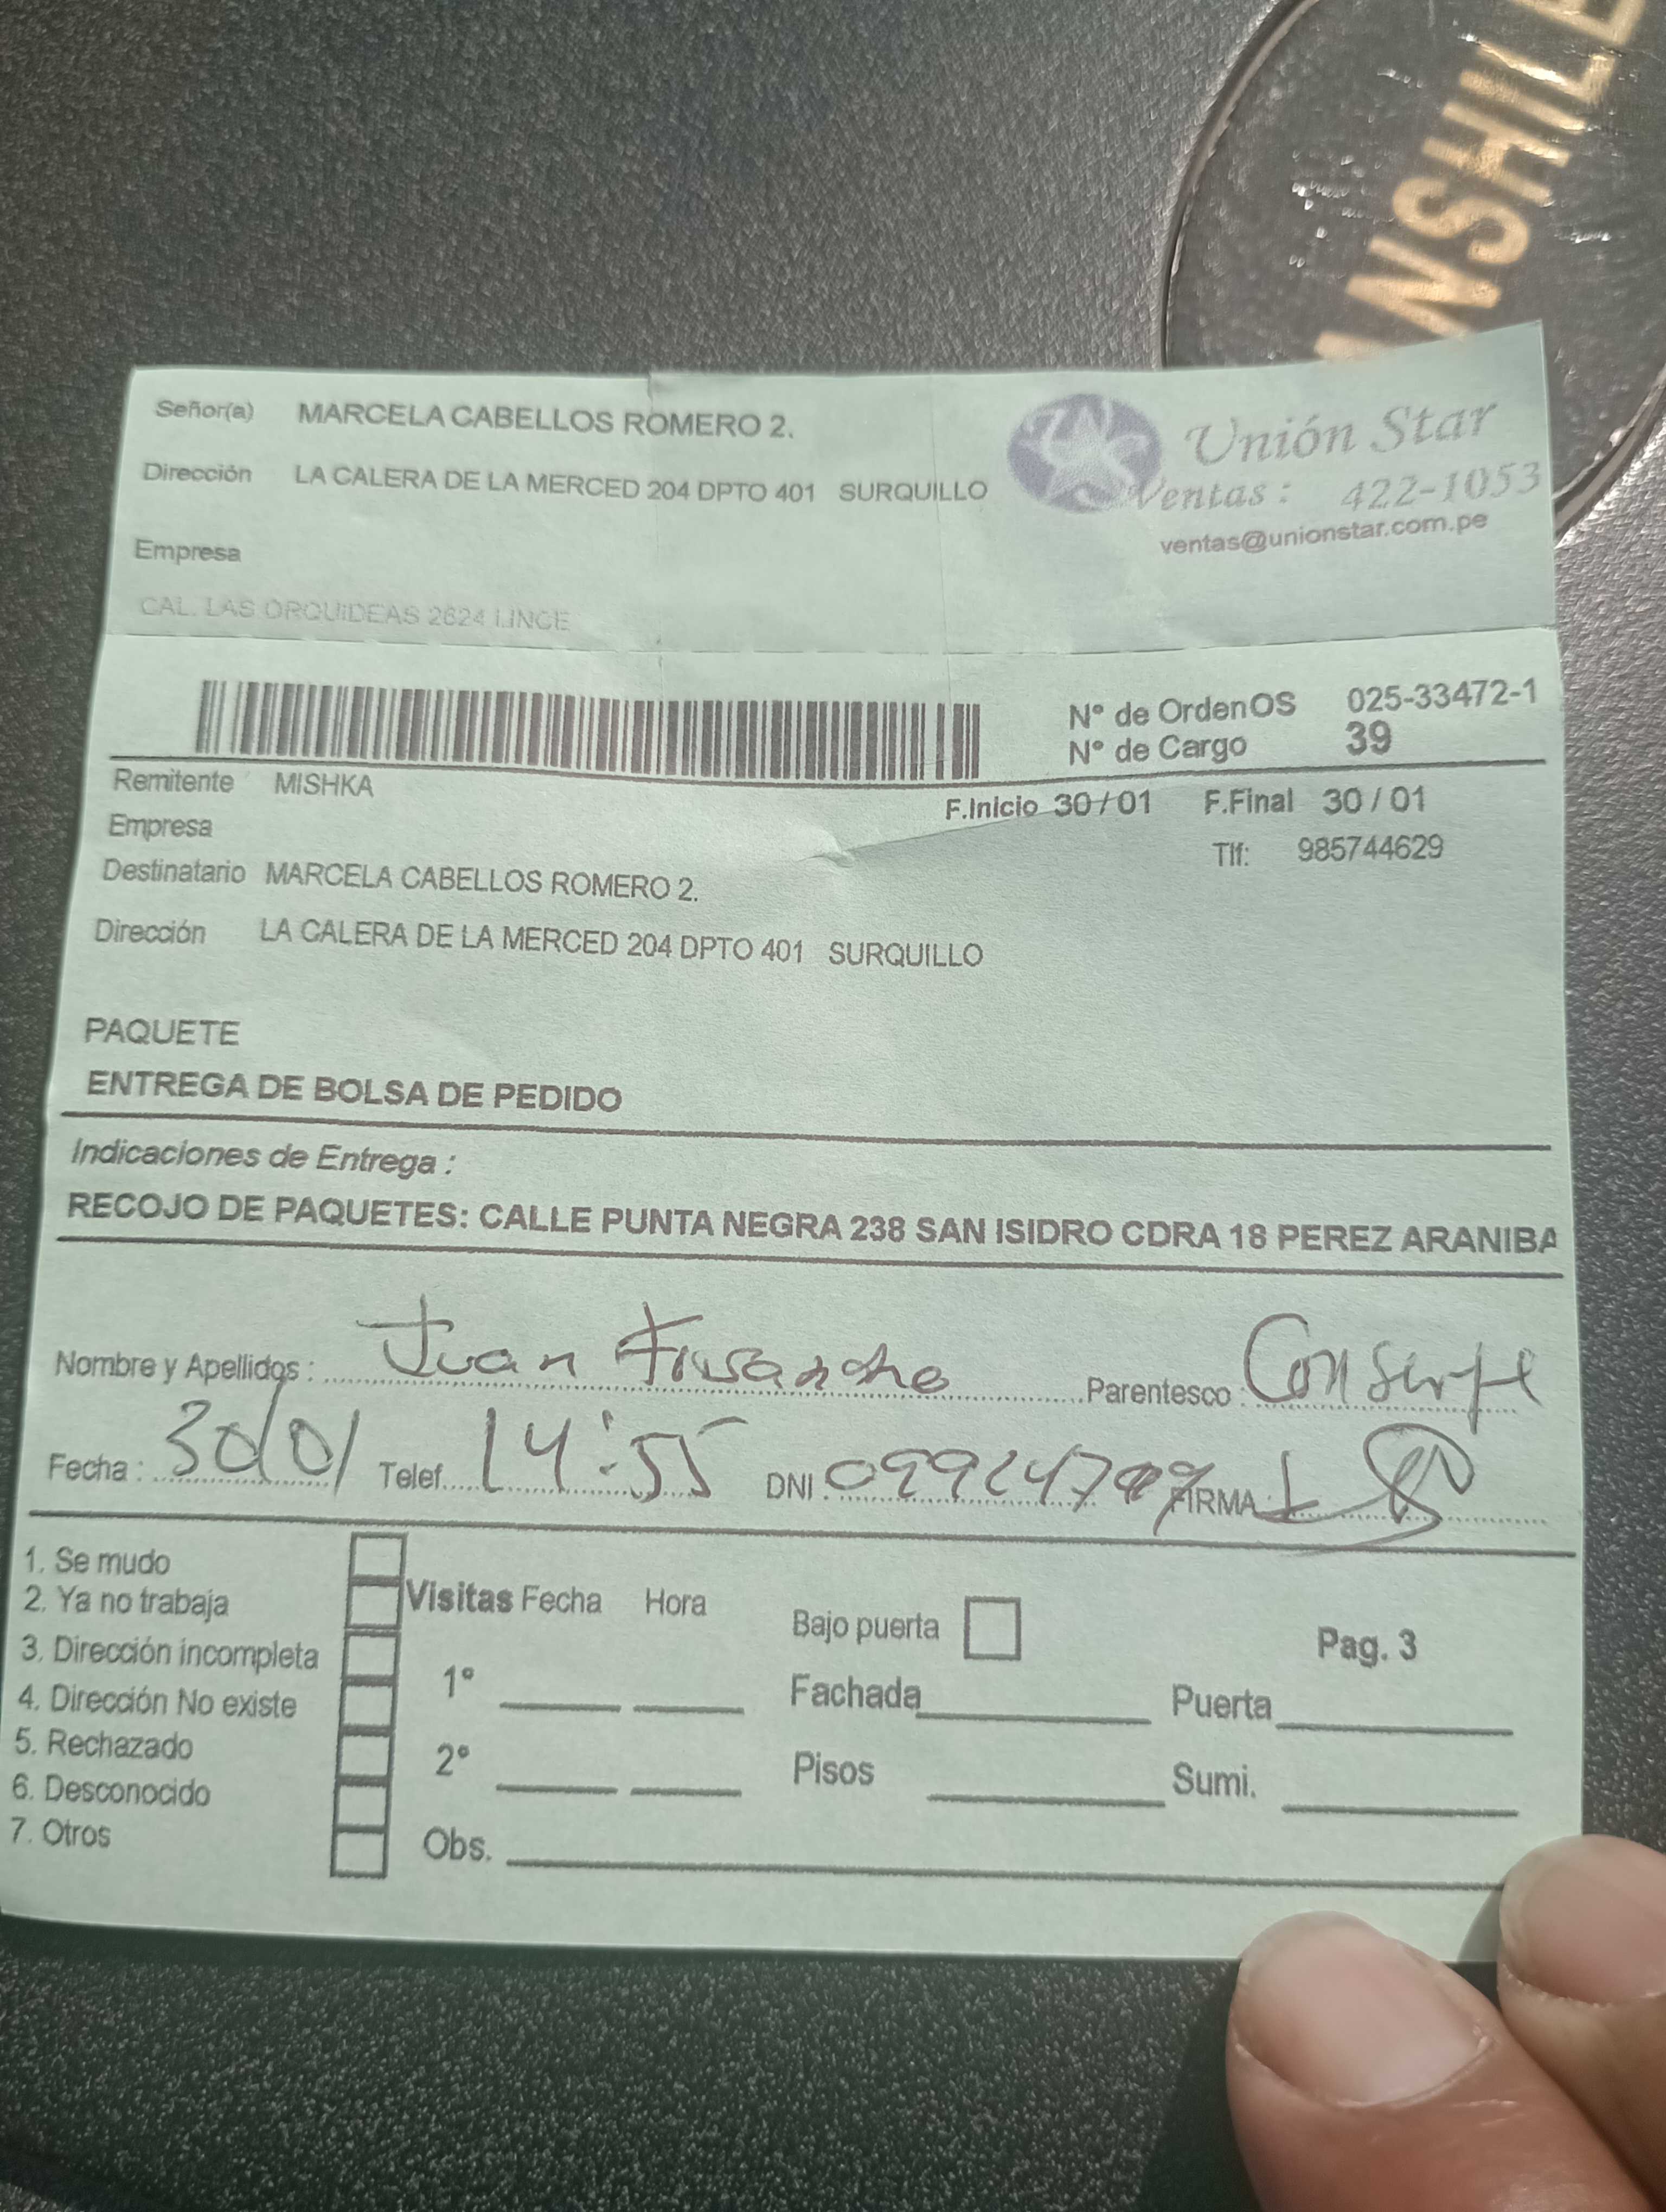 NSHILE
Señor(a) MARCELA CABELLOS ROMERO 2.
Unión Star
Dirección LA CALERA DE LA MERCED 204 DPTO 401 SURQUILLO
Ventas : 422-1053
ventas@unionstar.com.pe
Empresa
CAL. LAS ORQUIDEAS 2624 LINCE
Nº de OrdenOS 025-33472-1
Nº de Cargo 39
Remitente MISHKA
F.Inicio 30 / 01 F.Final 30 / 01
Empresa
Tlf: 985744629
Destinatario MARCELA CABELLOS ROMERO 2.
Dirección LA CALERA DE LA MERCED 204 DPTO 401 SURQUILLO
PAQUETE
ENTREGA DE BOLSA DE PEDIDO
Indicaciones de Entrega :
RECOJO DE PAQUETES: CALLE PUNTA NEGRA 238 SAN ISIDRO CDRA 18 PEREZ ARANIBA
Nombre y Apellidos : Juan Parentesco : Conserje
Fecha : 30/01 Telef. 14:55 DNI FIRMA
1. Se mudo
2. Ya no trabaja
3. Dirección incompleta
4. Dirección No existe
5. Rechazado
6. Desconocido
7. Otros
Visitas Fecha Hora
1º
2º
Obs.
Bajo puerta
Fachada
Pisos
Pag. 3
Puerta
Sumi.